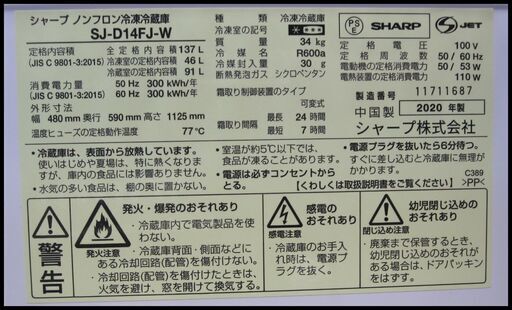 シャープ ノンフロン冷凍冷蔵庫
SJ-D14FJ-W
定格内容積 全定格内容積 137 L
(JIS C 9801-3:2015) 冷凍室の定格内容積 46 L
冷蔵室の定格内容積 91 L
消費電力量 50 Hz 300 kWh/年
(JIS C 9801-3:2015) 60 Hz 300 kWh/年
外形寸法
幅 480 mm 奥行 590 mm 高さ 1125 mm
温度ヒューズの定格動作温度 77℃
種類 冷凍冷蔵庫
冷凍室の記号
質量 34 kg
冷媒名 R600a
冷媒封入量 30 g
断熱発泡ガス シクロペンタン
霜取り制御装置のタイプ
可変式
霜取り間隔 最長 24 時間
最短 7 時間
PSE
SHARP
S JET
定格電圧 100 V
定格周波数 50 / 60 Hz
電動機の定格消費電力 50 / 53 W
電熱装置の定格消費電力 110 W
製造番号 11711687
中国製 2020 年製
シャープ株式会社
●冷蔵庫は、表面から放熱しています。
使いはじめや夏場は、特に熱く感じます
が、庫内の食品には影響ありません。
●水気の多い食品は、棚の奥に置かない。
●室温が約5℃以下では、
食品が凍ることがあります。
●電源は必ずコンセントから
とる。
●電源プラグを抜いたら6分待つ。
すぐに差し込むと冷蔵庫に無理が
かかります。
【くわしくは取扱説明書をご覧ください】
C389
>PP<
警告
発火・爆発のおそれあり
発火注意
・冷蔵庫内で電気製品を使
わない。
・冷蔵庫背面・側面などに
ある冷却回路(配管)を傷付けない。
・冷却回路(配管)を傷付けたときは、
火気を避け、窓を開けて換気する。
感電の
おそれあり
感電注意
・冷蔵庫のお手入
れ時は、電源プ
ラグを抜く。
幼児閉じ込めの
おそれあり
閉じ込め注意
・廃棄まで保管するとき、
幼児閉じ込めのおそれが
ある場合は、ドアパッキン
をはずす。